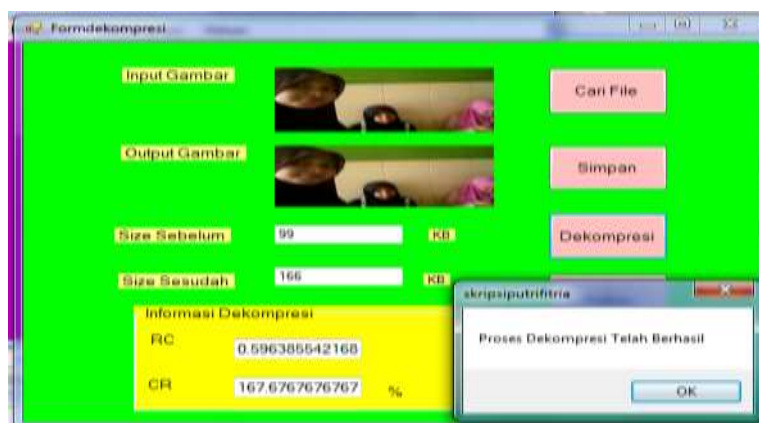 Formdekompresi
Input Gambar
Cari File
Output Gambar
Simpan
Size Sebelum 99 KB
Dekompresi
Size Sesudah 166 KB
skripsiputrifitria
Informasi Dekompresi
Proses Dekompresi Telah Berhasil
RC 0.596385542168
CR 167.6767676767 %
OK